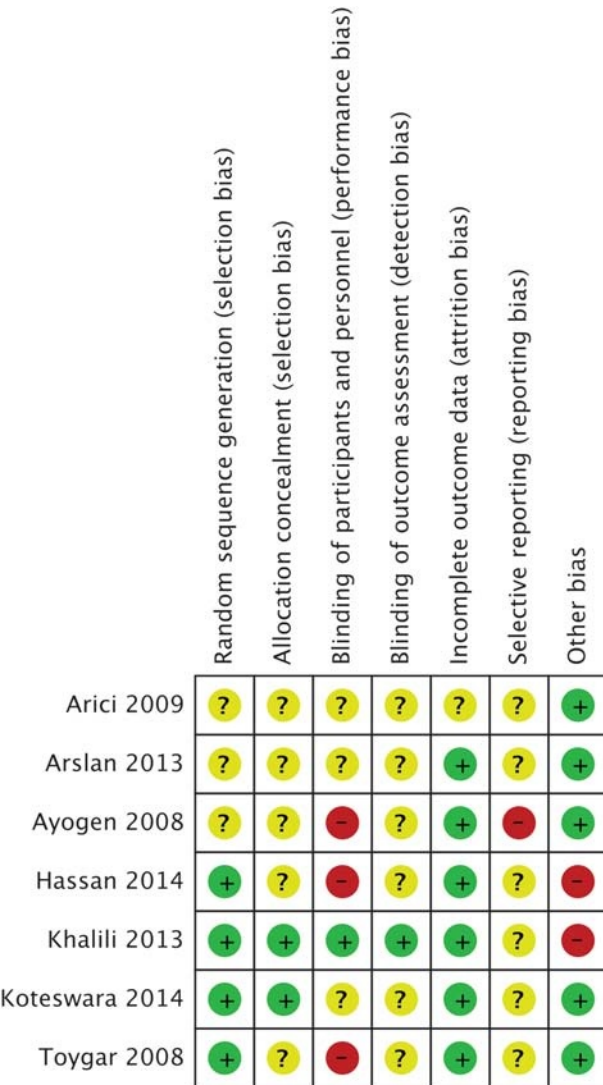 Random sequence generation (selection bias)
Allocation concealment (selection bias)
Blinding of participants and personnel (performance bias)
Blinding of outcome assessment (detection bias)
Incomplete outcome data (attrition bias)
Selective reporting (reporting bias)
Other bias
Arici 2009 ? ? ? ? ? ? +
Arslan 2013 ? ? ? ? + ? +
Ayogen 2008 ? ? – ? + – +
Hassan 2014 + ? – ? + ? –
Khalili 2013 + + + + + ? –
Koteswara 2014 + + ? ? + ? +
Toygar 2008 + ? – ? + ? +